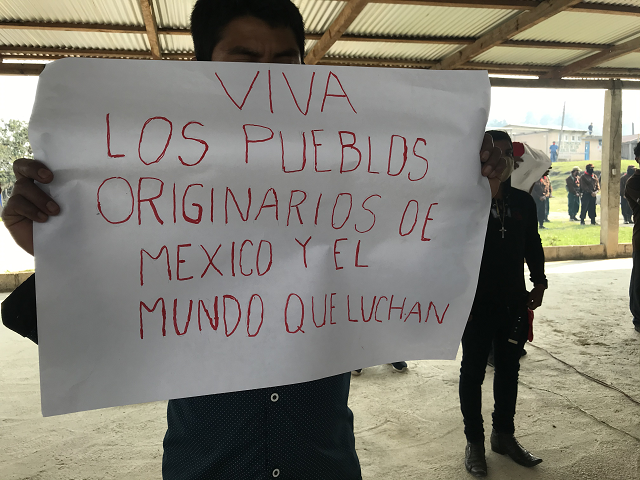 VIVA
LOS PUEBLOS
ORIGINARIOS DE
MEXICO Y EL
MUNDO QUE LUCHAN